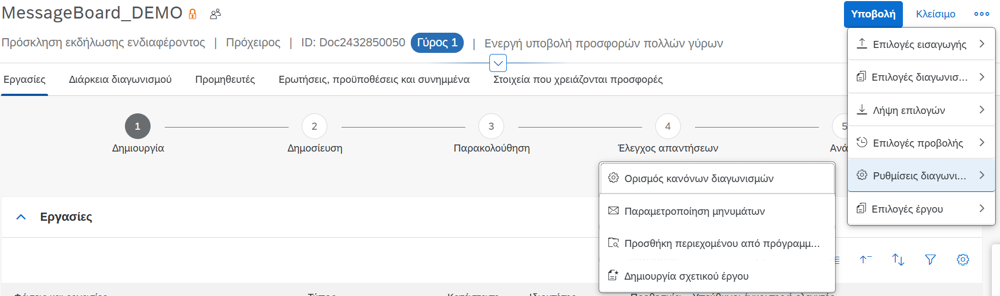 MessageBoard_DEMO
Υποβολή
Κλείσιμο
Πρόσκληση εκδήλωσης ενδιαφέροντος | Πρόχειρος | ID: Doc2432850050 Γύρος 1 | Ενεργή υποβολή προσφορών πολλών γύρων
Εργασίες
Διάρκεια διαγωνισμού
Προμηθευτές
Ερωτήσεις, προϋποθέσεις και συνημμένα
Στοιχεία που χρειάζονται προσφορές
Επιλογές εισαγωγής
Επιλογές διαγωνισ...
Λήψη επιλογών
Επιλογές προβολής
Ρυθμίσεις διαγωνι...
Επιλογές έργου
1
2
3
4
5
Δημιουργία
Δημοσίευση
Παρακολούθηση
Έλεγχος απαντήσεων
Ανά
Ορισμός κανόνων διαγωνισμών
Παραμετροποίηση μηνυμάτων
Προσθήκη περιεχομένου από πρόγραμμ...
Δημιουργία σχετικού έργου
Εργασίες